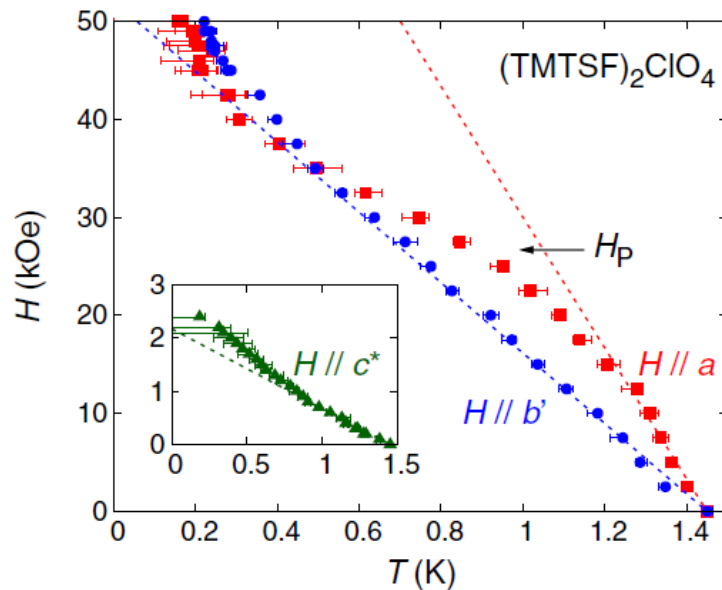 50
40
30
20
10
0
H (kOe)
(TMTSF)₂ClO₄
H_P
H // a
H // b'
3
2
1
0
H // c*
0 0.5 1 1.5
0 0.2 0.4 0.6 0.8 1 1.2 1.4
T (K)